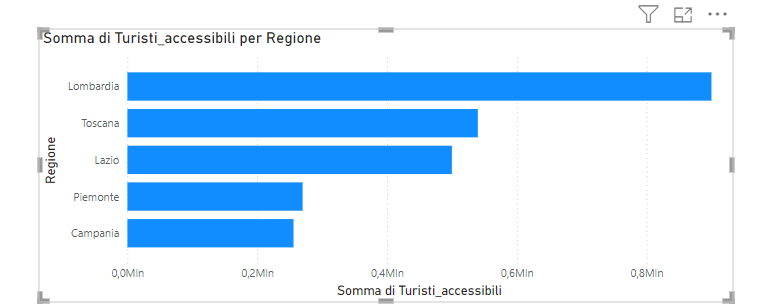 Somma di Turisti_accessibili per Regione
Regione
Lombardia
Toscana
Lazio
Piemonte
Campania
0,0Mln 0,2Mln 0,4Mln 0,6Mln 0,8Mln
Somma di Turisti_accessibili